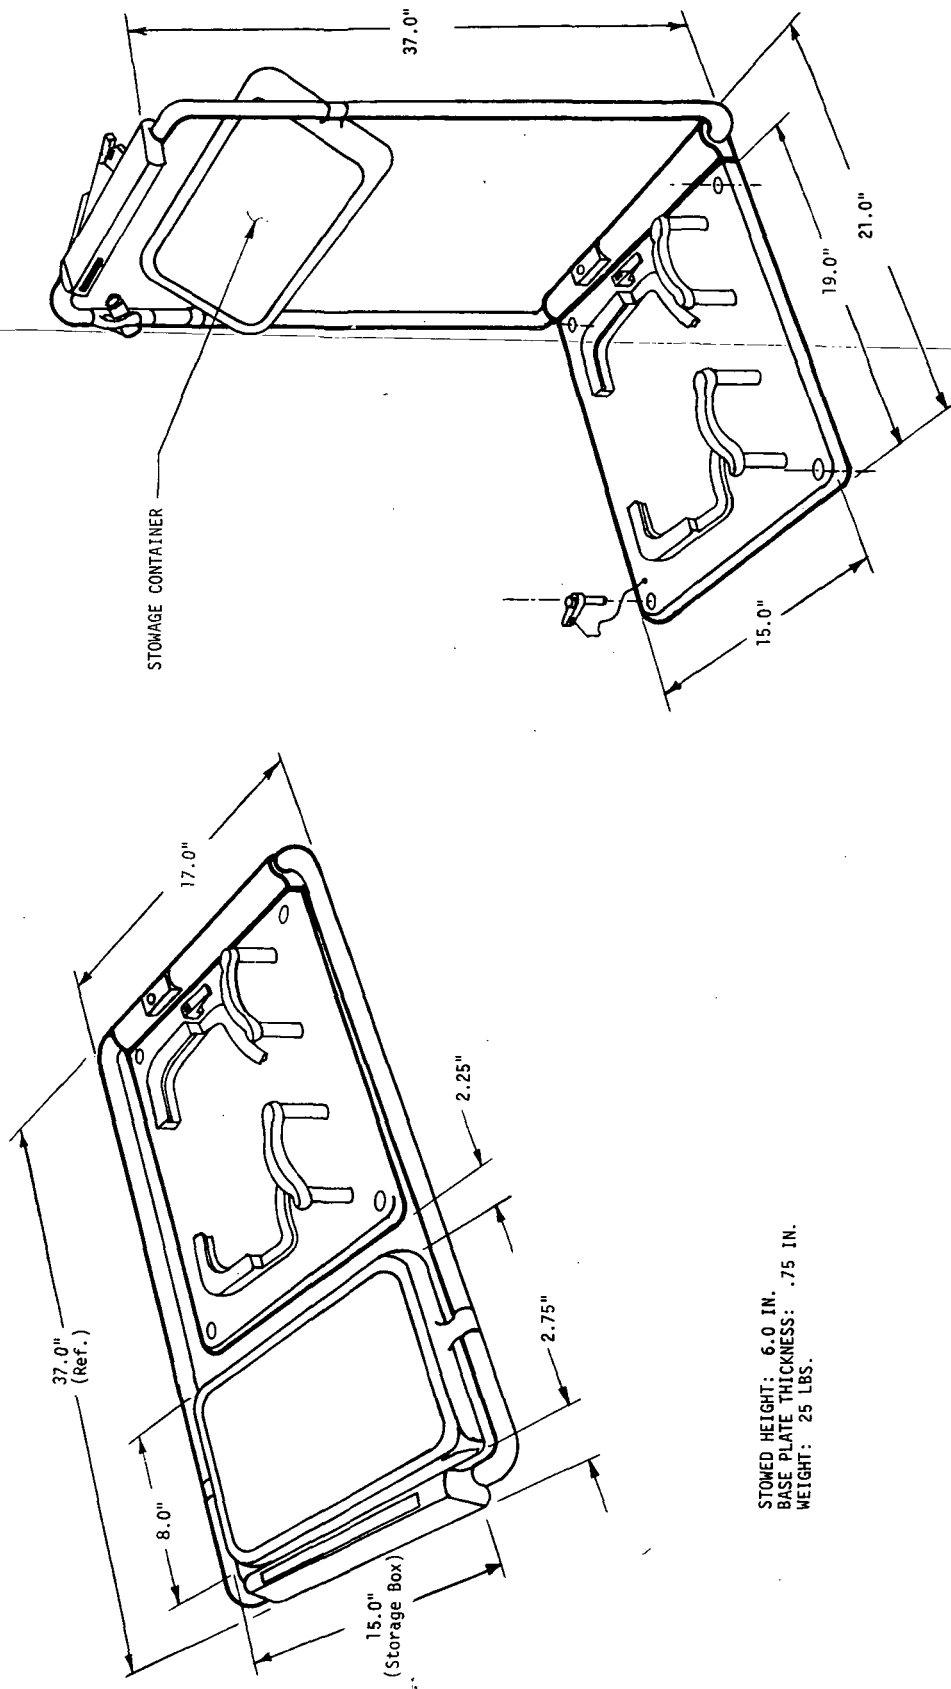 37.0"
STOWAGE CONTAINER
21.0"
19.0"
15.0"
17.0"
37.0"
(Ref.)
2.25"
2.75"
8.0"
15.0"
(Storage Box)
STOWED HEIGHT: 6.0 IN.
BASE PLATE THICKNESS: .75 IN.
WEIGHT: 25 LBS.